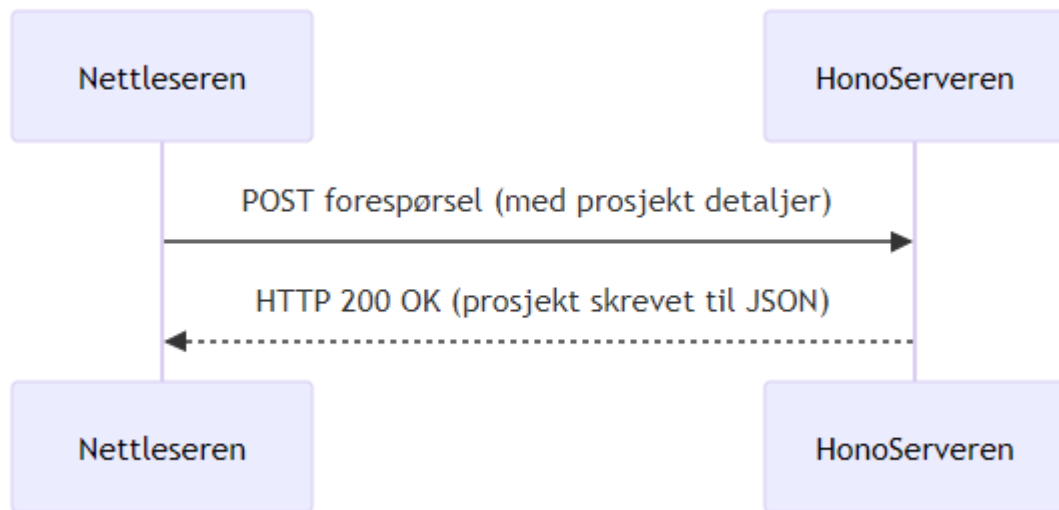 Nettleseren
HonoServeren
POST forespørsel (med prosjekt detaljer)
HTTP 200 OK (prosjekt skrevet til JSON)
Nettleseren
HonoServeren